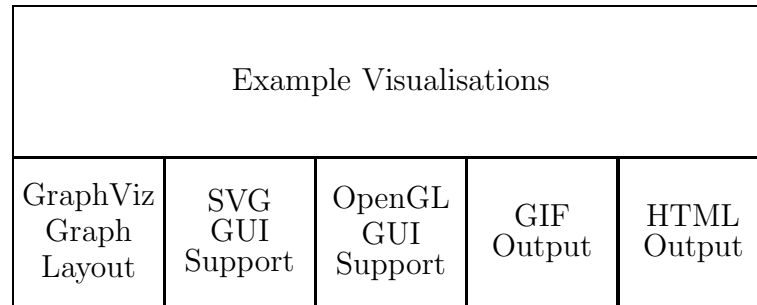 Example Visualisations
GraphViz
Graph
Layout
SVG
GUI
Support
OpenGL
GUI
Support
GIF
Output
HTML
Output